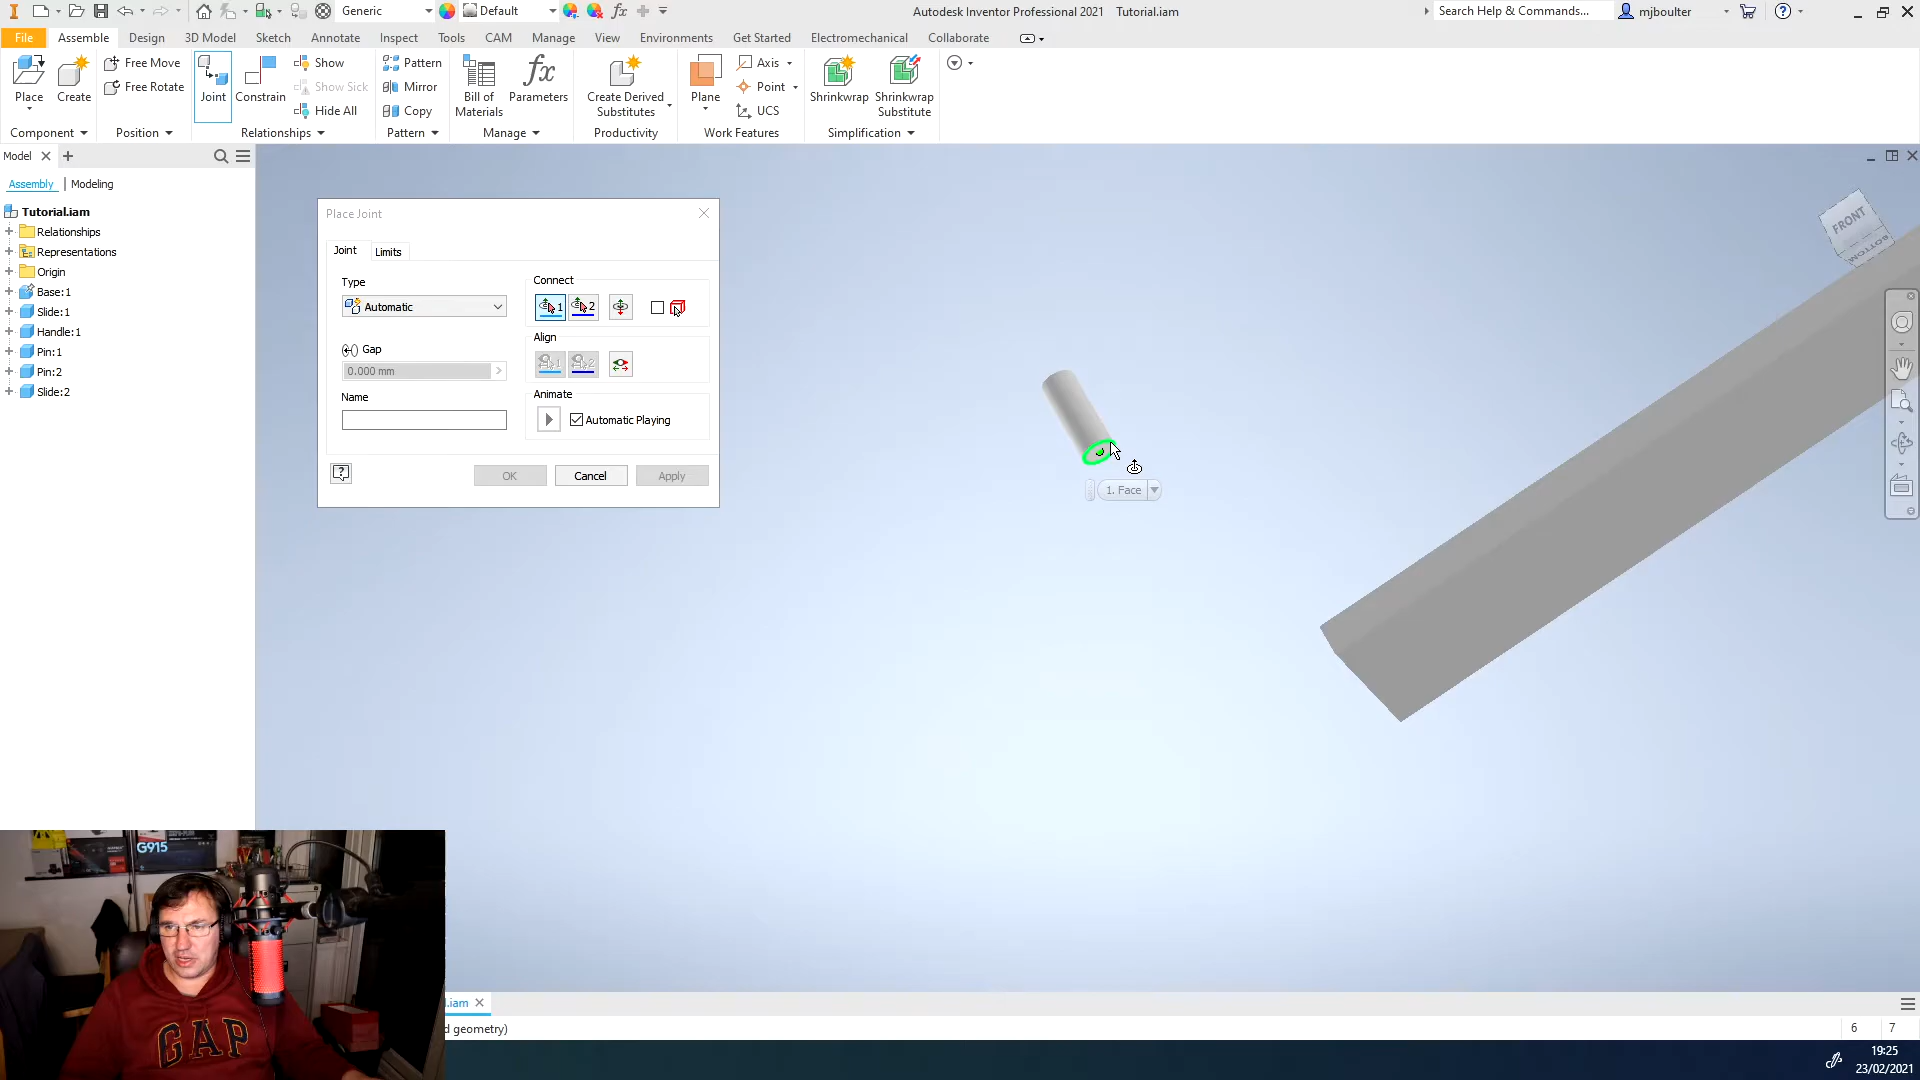 Generic
Default
Autodesk Inventor Professional 2021 Tutorial.iam
Search Help & Commands...
mjboulter
File Assemble Design 3D Model Sketch Annotate Inspect Tools CAM Manage View Environments Get Started Electromechanical Collaborate
Place
Create
Free Move
Free Rotate
Joint
Constrain
Show
Show Sick
Hide All
Pattern
Mirror
Copy
Bill of
Materials
Parameters
Create Derived
Substitutes
Plane
Axis
Point
UCS
Shrinkwrap
Shrinkwrap
Substitute
Component Position Relationships Pattern Manage Productivity Work Features Simplification
Model
Assembly | Modeling
Tutorial.iam
Relationships
Representations
Origin
Base:1
Slide:1
Handle:1
Pin:1
Pin:2
Slide:2
Place Joint
Joint Limits
Type
Automatic
Gap
0.000 mm
Name
Connect
1 2
Align
1 2
Animate
Automatic Playing
OK Cancel Apply
1. Face
FRONT
BOTTOM
G915
GAP
.iam
d geometry)
6 7
19:25
23/02/2021